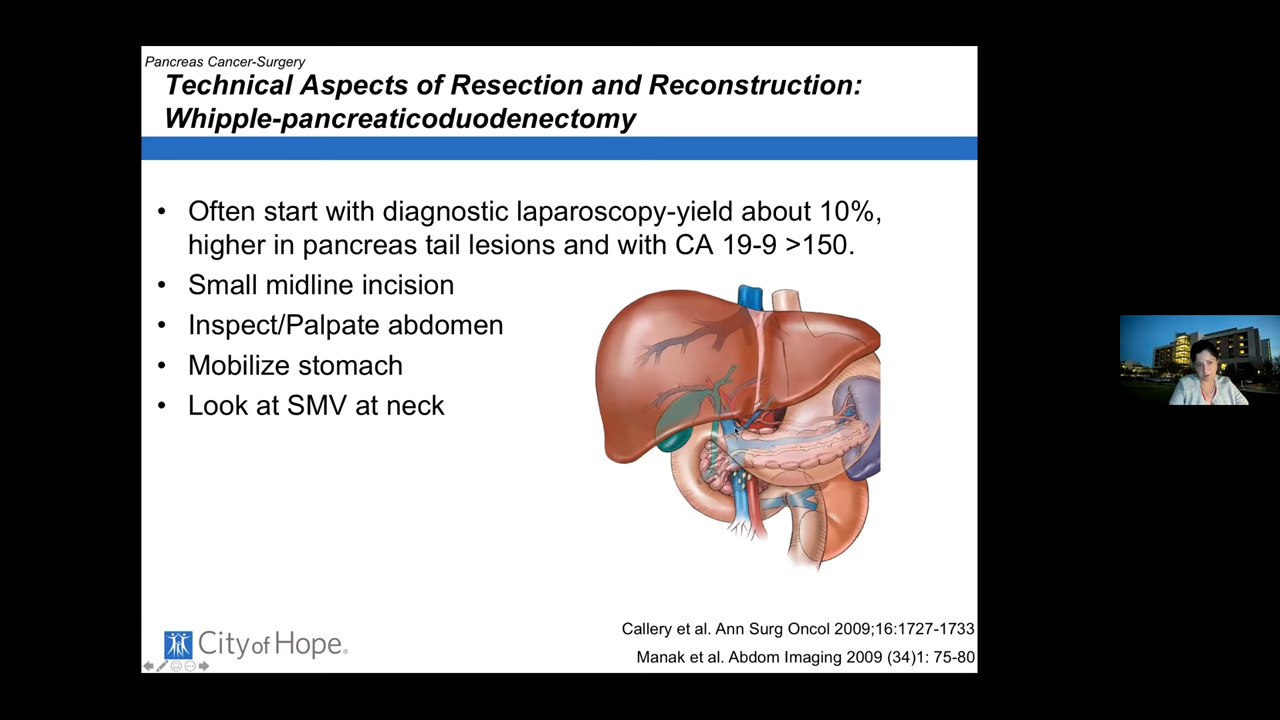 Pancreas Cancer-Surgery
Technical Aspects of Resection and Reconstruction:
Whipple-pancreaticoduodenectomy
• Often start with diagnostic laparoscopy-yield about 10%,
higher in pancreas tail lesions and with CA 19-9 >150.
• Small midline incision
• Inspect/Palpate abdomen
• Mobilize stomach
• Look at SMV at neck
Callery et al. Ann Surg Oncol 2009;16:1727-1733
Manak et al. Abdom Imaging 2009 (34)1: 75-80
City of Hope®